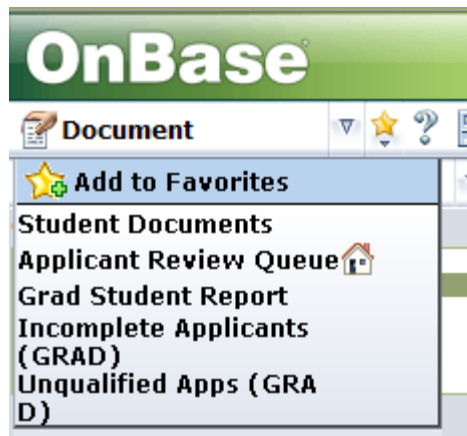 OnBase
Document
Add to Favorites
Student Documents
Applicant Review Queue
Grad Student Report
Incomplete Applicants
(GRAD)
Unqualified Apps (GRA
D)